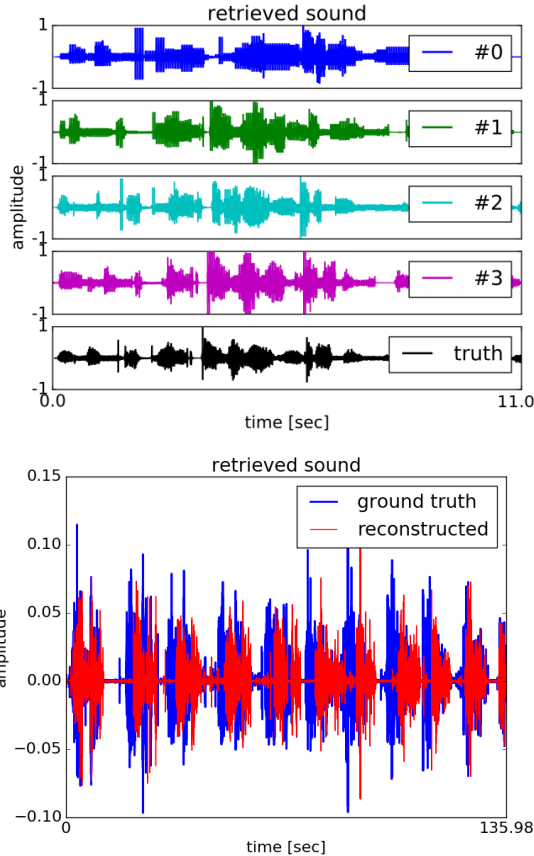 retrieved sound
1
#0
-1
1
#1
-1
1
#2
-1
1
#3
-1
1
truth
-1
amplitude
0.0
11.0
time [sec]
retrieved sound
0.15
ground truth
reconstructed
0.10
0.05
0.00
-0.05
-0.10
amplitude
0
135.98
time [sec]